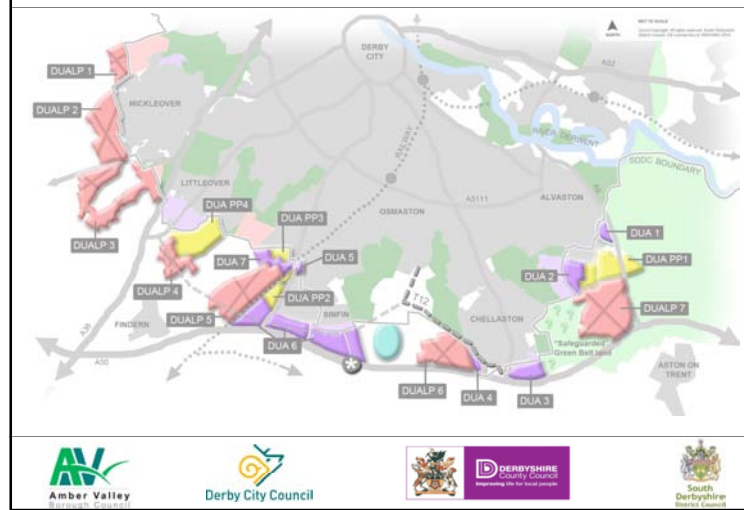 NOT TO SCALE
NORTH
DERBY
CITY
A52
DUALP 1
MICKLEOVER
DUALP 2
RIVER DERWENT
RAILWAY
SDDC BOUNDARY
LITTLEOVER
A6
A5111
ALVASTON
DUA PP4
OSMASTON
DUALP 3
DUA PP3
DUA 1
DUA 7
DUA 5
DUA 2
DUA PP1
DUALP 4
DUA PP2
T12
DUALP 5
SINFIN
CHELLASTON
DUALP 7
FINDERN
A38
DUA 6
"Safeguarded"
Green Belt land
A50
*
ASTON ON
TRENT
DUALP 6
DUA 4
DUA 3
AV
Amber Valley
Borough Council
Derby City Council
D DERBYSHIRE
County Council
Improving life for local people
South
Derbyshire
District Council